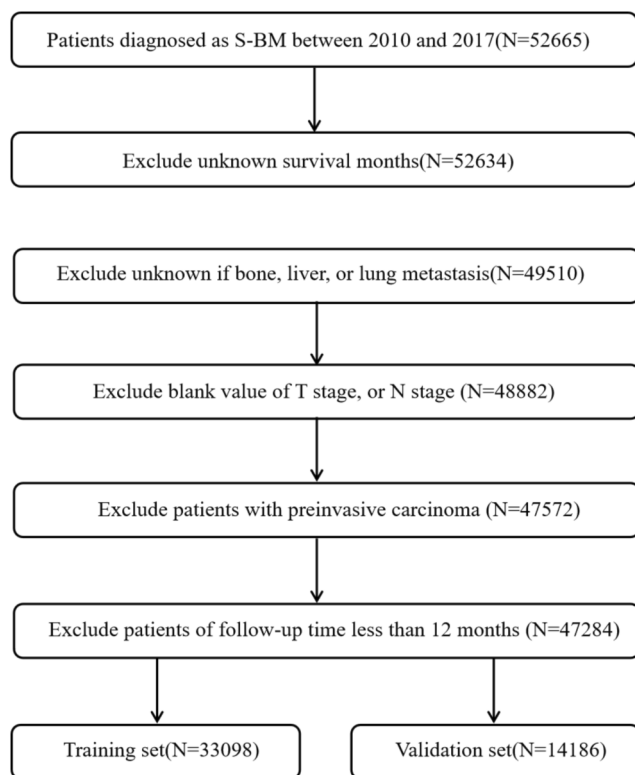 Patients diagnosed as S-BM between 2010 and 2017(N=52665)
Exclude unknown survival months(N=52634)
Exclude unknown if bone, liver, or lung metastasis(N=49510)
Exclude blank value of T stage, or N stage (N=48882)
Exclude patients with preinvasive carcinoma (N=47572)
Exclude patients of follow-up time less than 12 months (N=47284)
Training set(N=33098)
Validation set(N=14186)